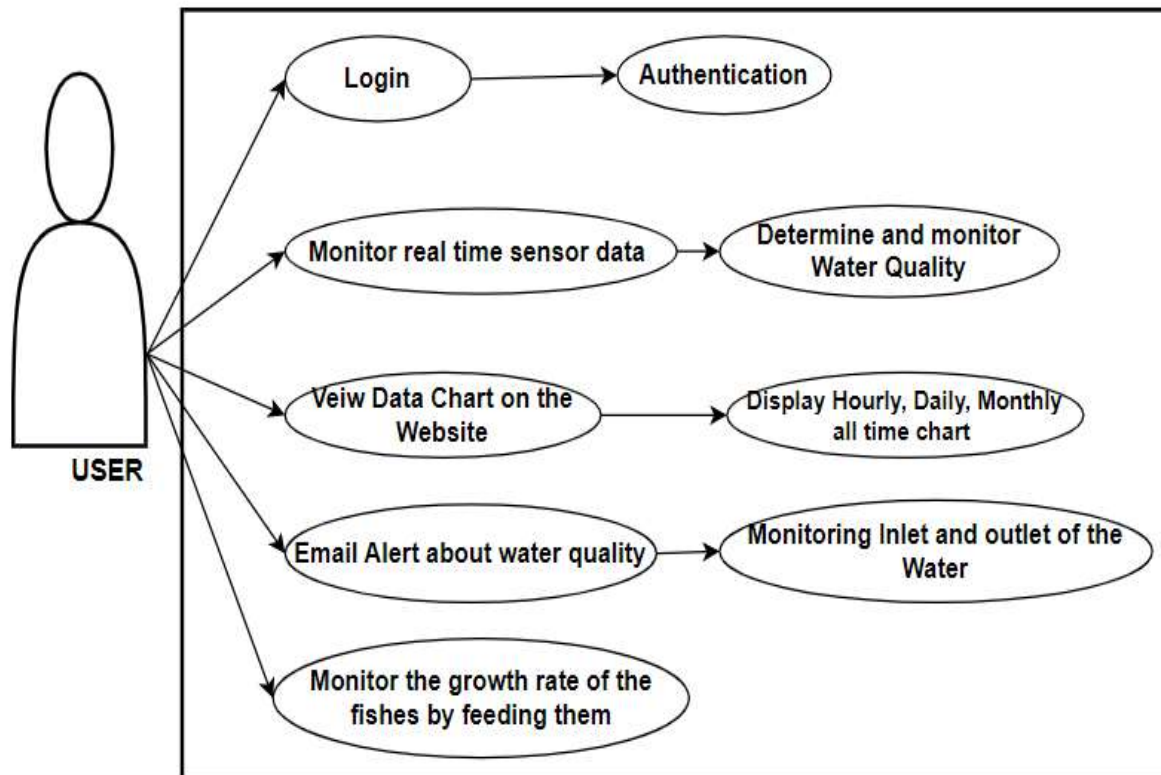 Login
Authentication
Monitor real time sensor data
Determine and monitor
Water Quality
Veiw Data Chart on the
Website
Display Hourly, Daily, Monthly
all time chart
USER
Email Alert about water quality
Monitoring Inlet and outlet of the
Water
Monitor the growth rate of the
fishes by feeding them